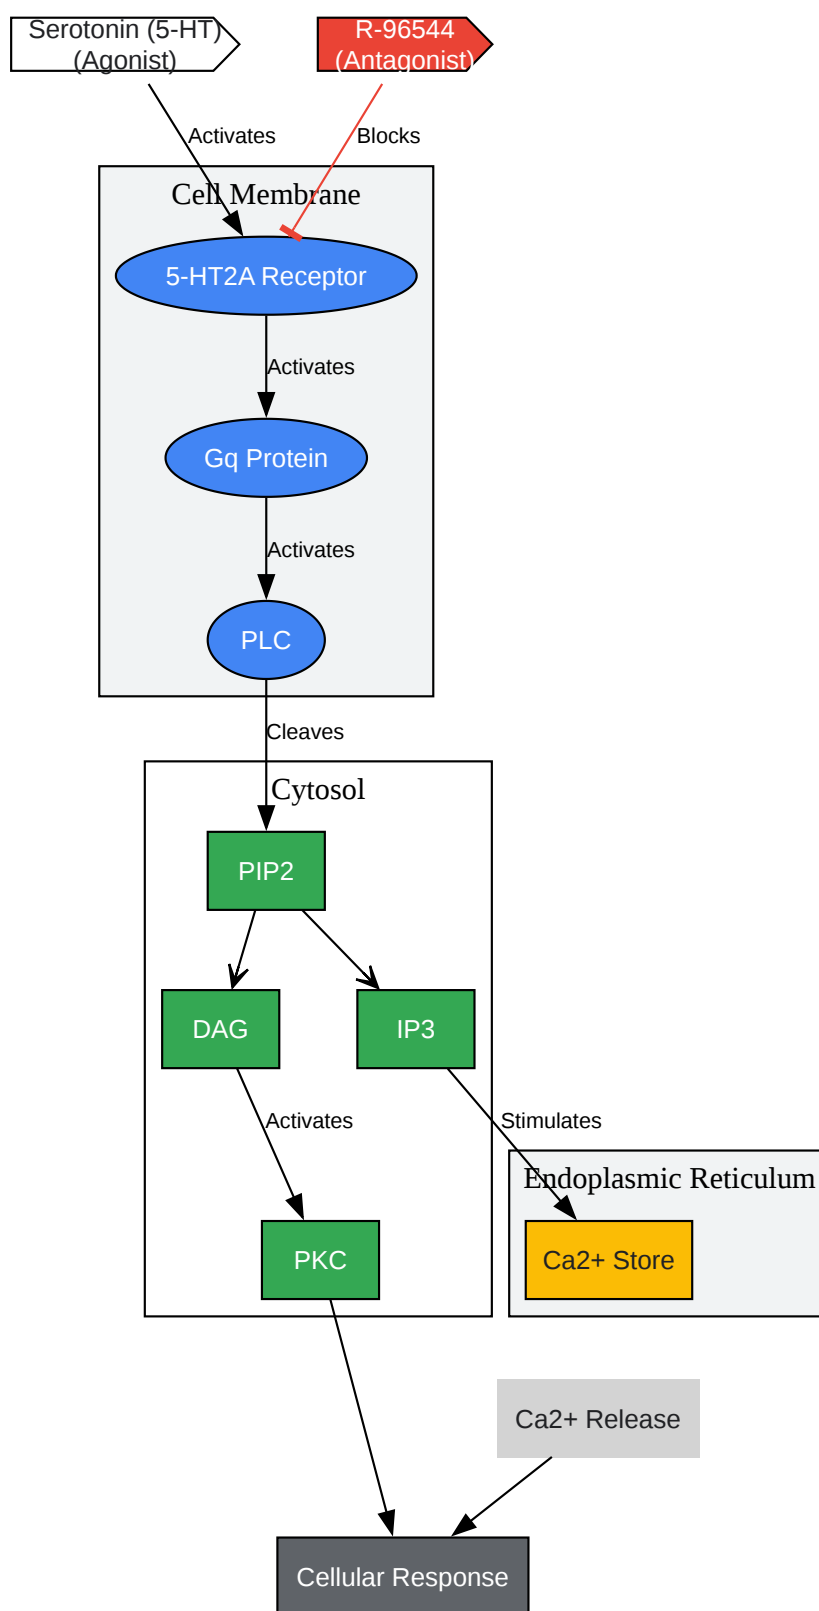 Serotonin (5-HT)
(Agonist)
R-96544
(Antagonist)
Activates
Blocks
Cell Membrane
5-HT2A Receptor
Activates
Gq Protein
Activates
PLC
Cleaves
Cytosol
PIP2
DAG
IP3
Activates
Stimulates
Endoplasmic Reticulum
PKC
Ca2+ Store
Ca2+ Release
Cellular Response